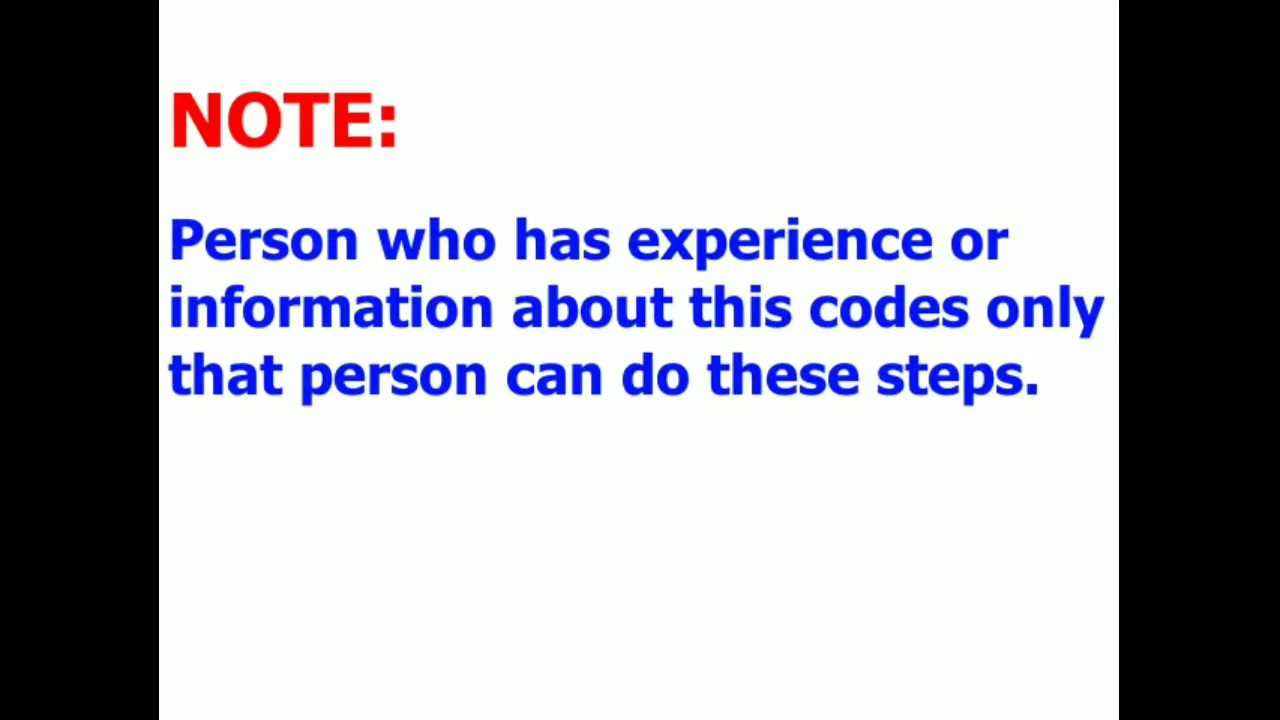 NOTE:
Person who has experience or
information about this codes only
that person can do these steps.